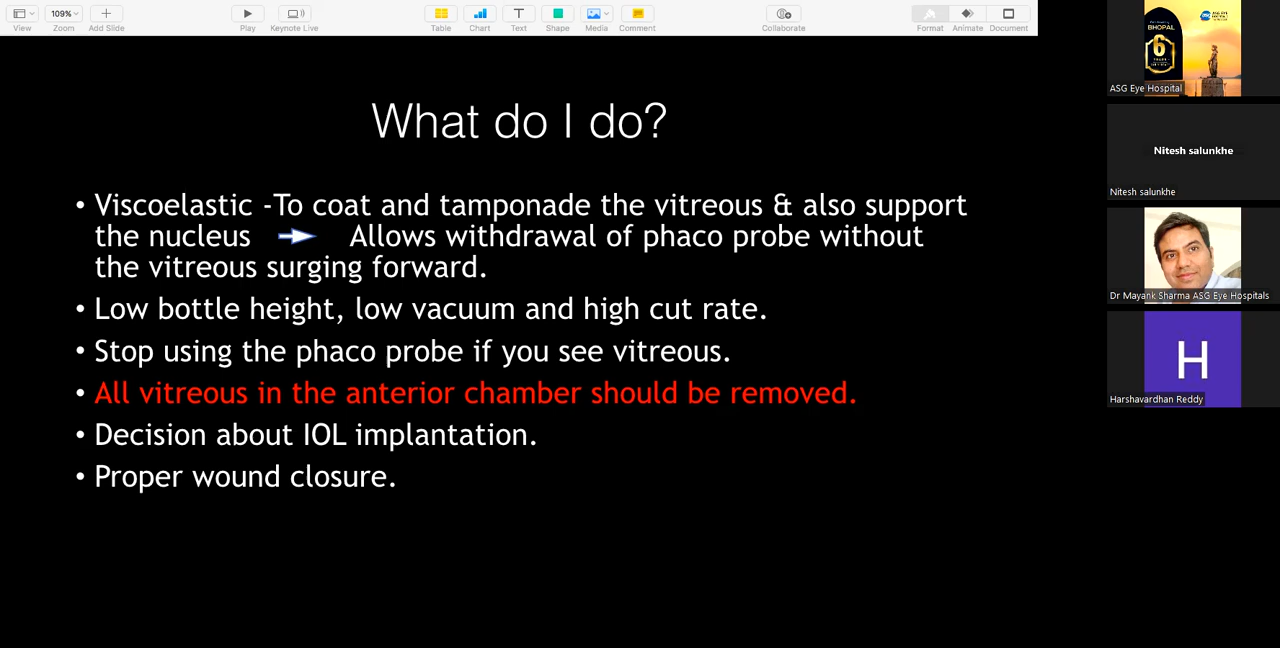 109%
View
Zoom
Add Slide
Play
Keynote Live
Table
Chart
Text
Shape
Media
Comment
Collaborate
Format
Animate
Document
What do I do?
• Viscoelastic -To coat and tamponade the vitreous & also support
the nucleus Allows withdrawal of phaco probe without
the vitreous surging forward.
• Low bottle height, low vacuum and high cut rate.
• Stop using the phaco probe if you see vitreous.
• All vitreous in the anterior chamber should be removed.
• Decision about IOL implantation.
• Proper wound closure.
BHOPAL
6
YEARS
ASG Eye Hospital
Nitesh salunkhe
Nitesh salunkhe
Dr Mayank Sharma ASG Eye Hospitals
H
Harshavardhan Reddy